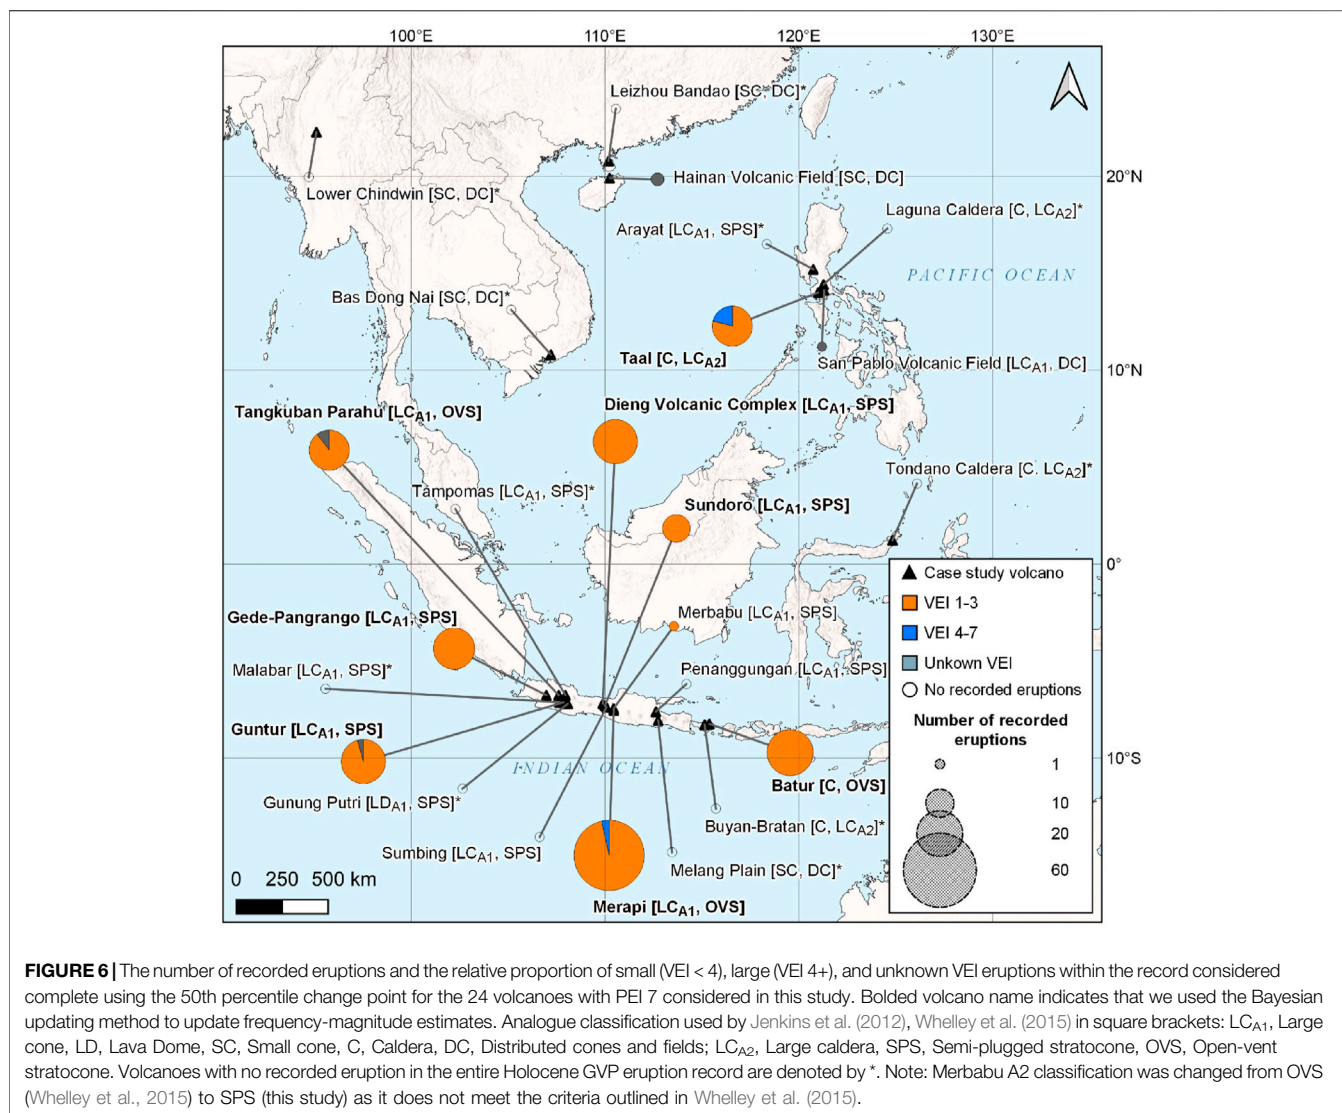 100°E 110°E 120°E 130°E
Leizhou Bandao [SC, DC]*
Hainan Volcanic Field [SC, DC]
20°N
Lower Chindwin [SC, DC]*
Laguna Caldera [C, LCA2]*
Arayat [LCA1, SPS]*
PACIFIC OCEAN
Bas Dong Nai [SC, DC]*
Taal [C, LCA2]
San Pablo Volcanic Field [LCA1, DC]
10°N
Tangkuban Parahu [LCA1, OVS]
Dieng Volcanic Complex [LCA1, SPS]
Tampomas [LCA1, SPS]*
Tondano Caldera [C. LCA2]*
Sundoro [LCA1, SPS]
0°
Gede-Pangrango [LCA1, SPS]
Merbabu [LCA1, SPS]
Malabar [LCA1, SPS]*
Penanggungan [LCA1, SPS]
Guntur [LCA1, SPS]
10°S
INDIAN OCEAN
Batur [C, OVS]
Gunung Putri [LDA1, SPS]*
Buyan-Bratan [C, LCA2]*
Sumbing [LCA1, SPS]
Melang Plain [SC, DC]*
Merapi [LCA1, OVS]
0 250 500 km
Case study volcano
VEI 1-3
VEI 4-7
Unkown VEI
No recorded eruptions
Number of recorded
eruptions
1
10
20
60
FIGURE 6 | The number of recorded eruptions and the relative proportion of small (VEI < 4), large (VEI 4+), and unknown VEI eruptions within the record considered
complete using the 50th percentile change point for the 24 volcanoes with PEI 7 considered in this study. Bolded volcano name indicates that we used the Bayesian
updating method to update frequency-magnitude estimates. Analogue classification used by Jenkins et al. (2012), Whelley et al. (2015) in square brackets: LCA1, Large
cone, LD, Lava Dome, SC, Small cone, C, Caldera, DC, Distributed cones and fields; LCA2, Large caldera, SPS, Semi-plugged stratocone, OVS, Open-vent
stratocone. Volcanoes with no recorded eruption in the entire Holocene GVP eruption record are denoted by *. Note: Merbabu A2 classification was changed from OVS
(Whelley et al., 2015) to SPS (this study) as it does not meet the criteria outlined in Whelley et al. (2015).